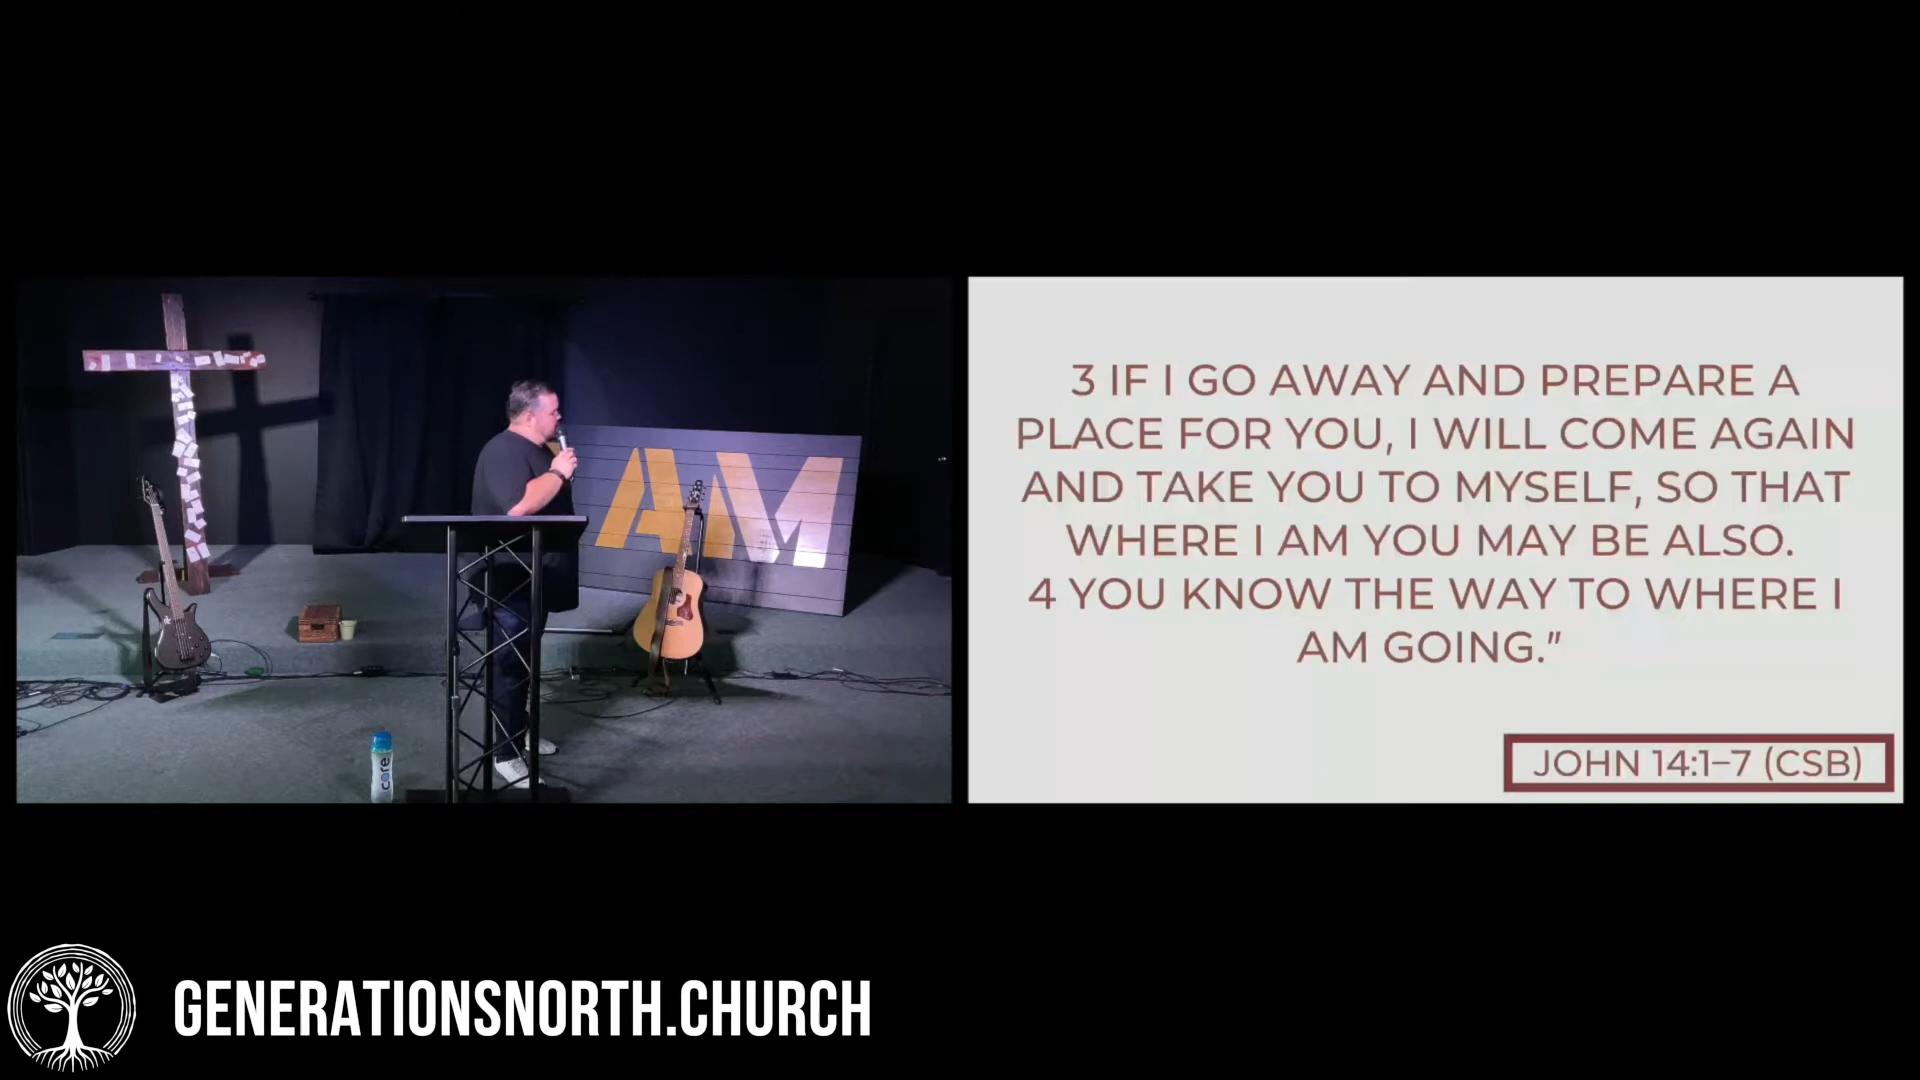 AM
core
3 IF I GO AWAY AND PREPARE A
PLACE FOR YOU, I WILL COME AGAIN
AND TAKE YOU TO MYSELF, SO THAT
WHERE I AM YOU MAY BE ALSO.
4 YOU KNOW THE WAY TO WHERE I
AM GOING.”
JOHN 14:1–7 (CSB)
GENERATIONSNORTH.CHURCH